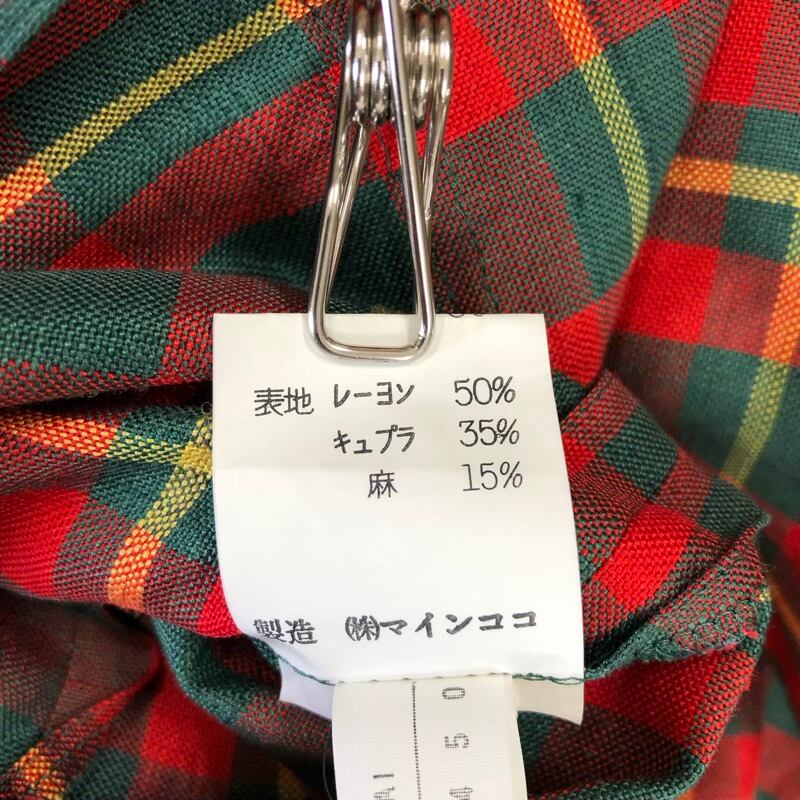 表地 レーヨン 50%
キュプラ 35%
麻 15%
製造 ㈱マインココ